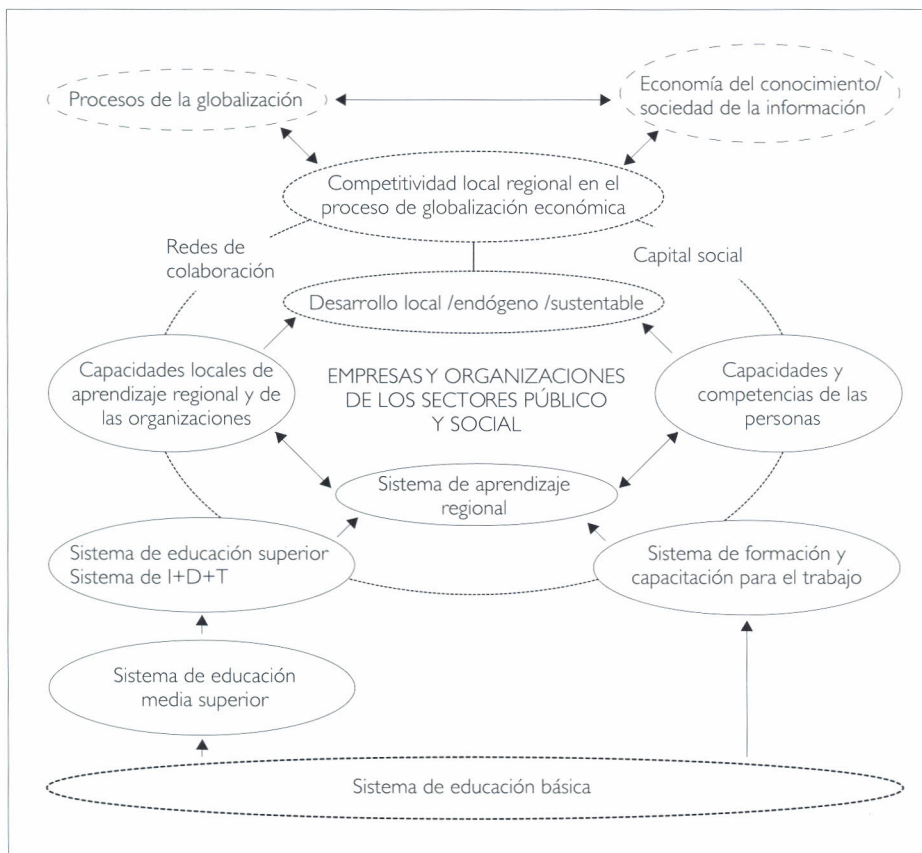 Procesos de la globalización
Economía del conocimiento/
sociedad de la información
Competitividad local regional en el
proceso de globalización económica
Redes de
colaboración
Capital social
Desarrollo local /endógeno /sustentable
Capacidades locales de
aprendizaje regional y de
las organizaciones
EMPRESAS Y ORGANIZACIONES
DE LOS SECTORES PÚBLICO
Y SOCIAL
Capacidades y
competencias de las
personas
Sistema de aprendizaje
regional
Sistema de educación superior
Sistema de I+D+T
Sistema de formación y
capacitación para el trabajo
Sistema de educación
media superior
Sistema de educación básica